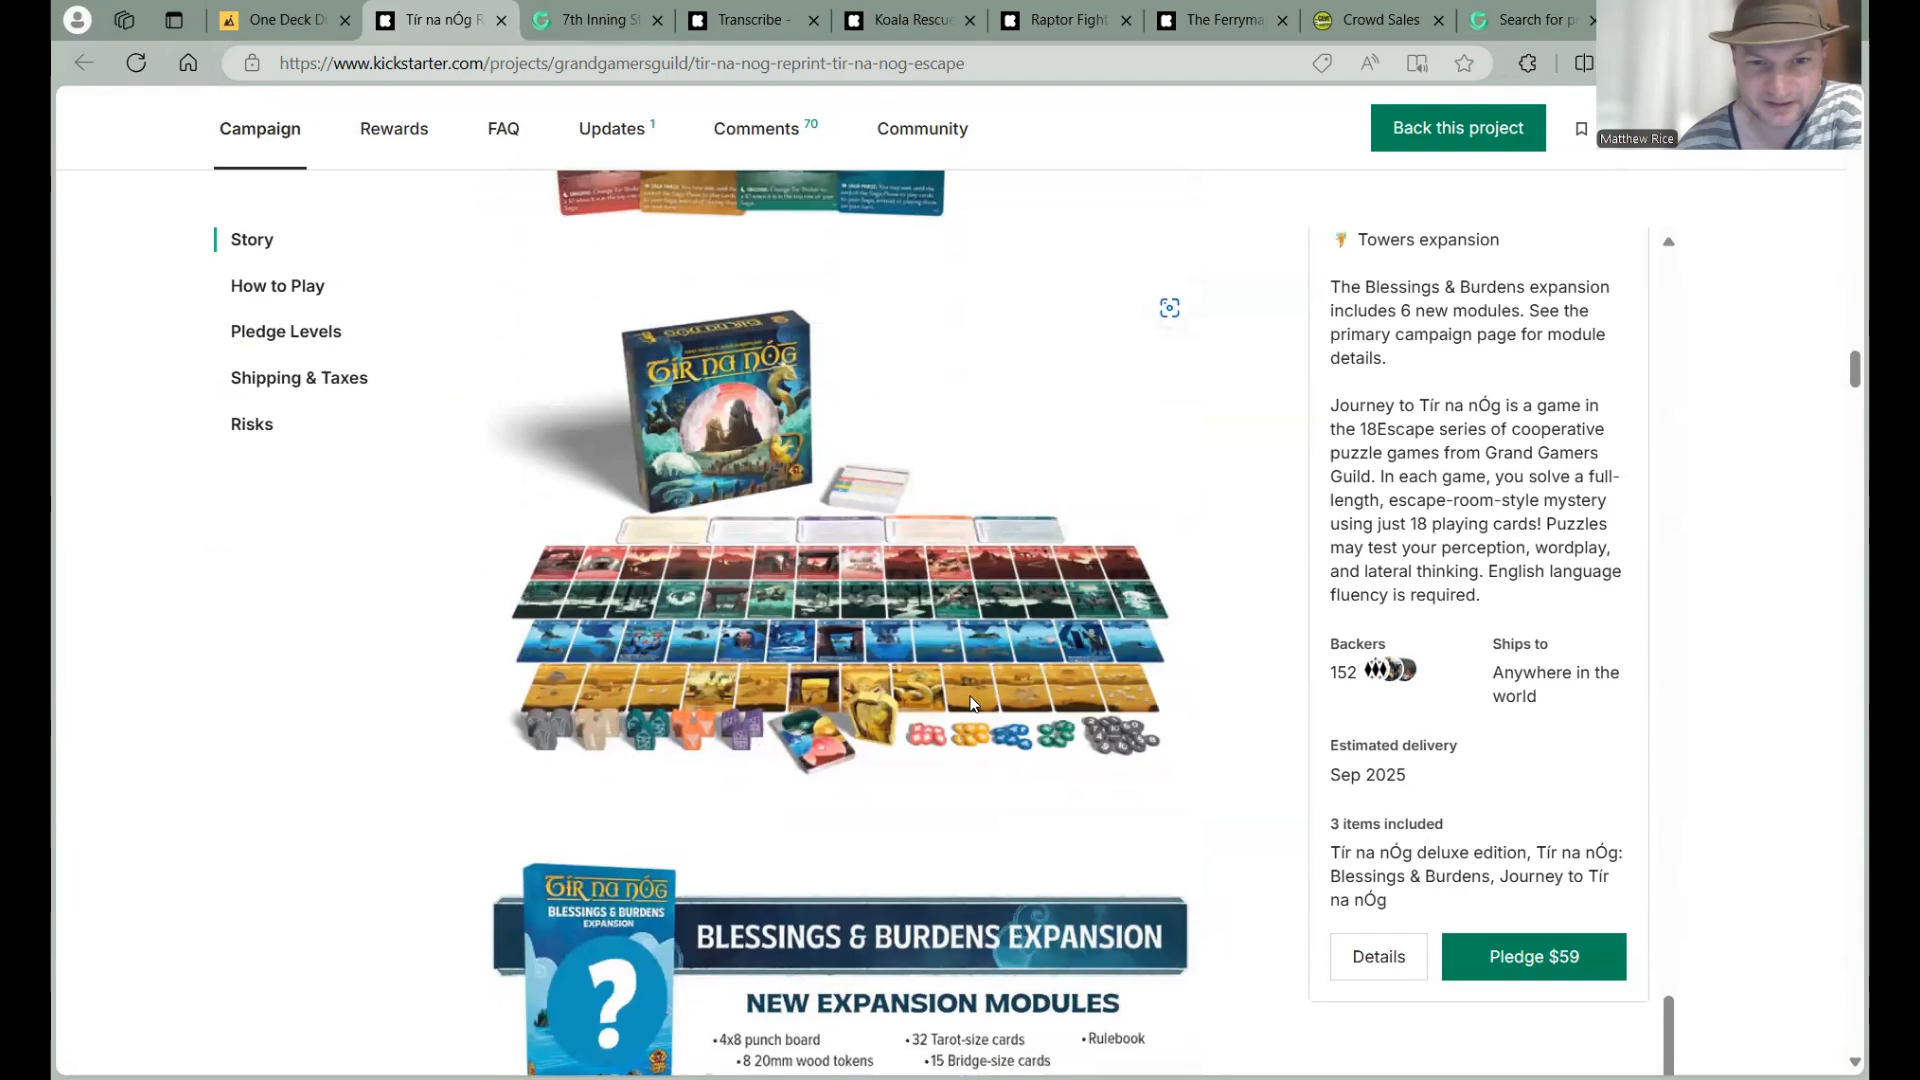 One Deck D
Tír na nÓg R
7th Inning S
Transcribe -
Koala Rescue
Raptor Fight
The Ferryma
Crowd Sales
Search for p
https://www.kickstarter.com/projects/grandgamersguild/tir-na-nog-reprint-tir-na-nog-escape
Matthew Rice
Campaign
Rewards
FAQ
Updates 1
Comments 70
Community
Back this project
Story
How to Play
Pledge Levels
Shipping & Taxes
Risks
TÍR NA NÓG
TÍR NA NÓG
BLESSINGS & BURDENS
EXPANSION
?
BLESSINGS & BURDENS EXPANSION
NEW EXPANSION MODULES
•4x8 punch board
•32 Tarot-size cards
•Rulebook
•8 20mm wood tokens
•15 Bridge-size cards
Towers expansion
The Blessings & Burdens expansion
includes 6 new modules. See the
primary campaign page for module
details.
Journey to Tír na nÓg is a game in
the 18Escape series of cooperative
puzzle games from Grand Gamers
Guild. In each game, you solve a full-
length, escape-room-style mystery
using just 18 playing cards! Puzzles
may test your perception, wordplay,
and lateral thinking. English language
fluency is required.
Backers
152
Ships to
Anywhere in the
world
Estimated delivery
Sep 2025
3 items included
Tír na nÓg deluxe edition, Tír na nÓg:
Blessings & Burdens, Journey to Tír
na nÓg
Details
Pledge $59